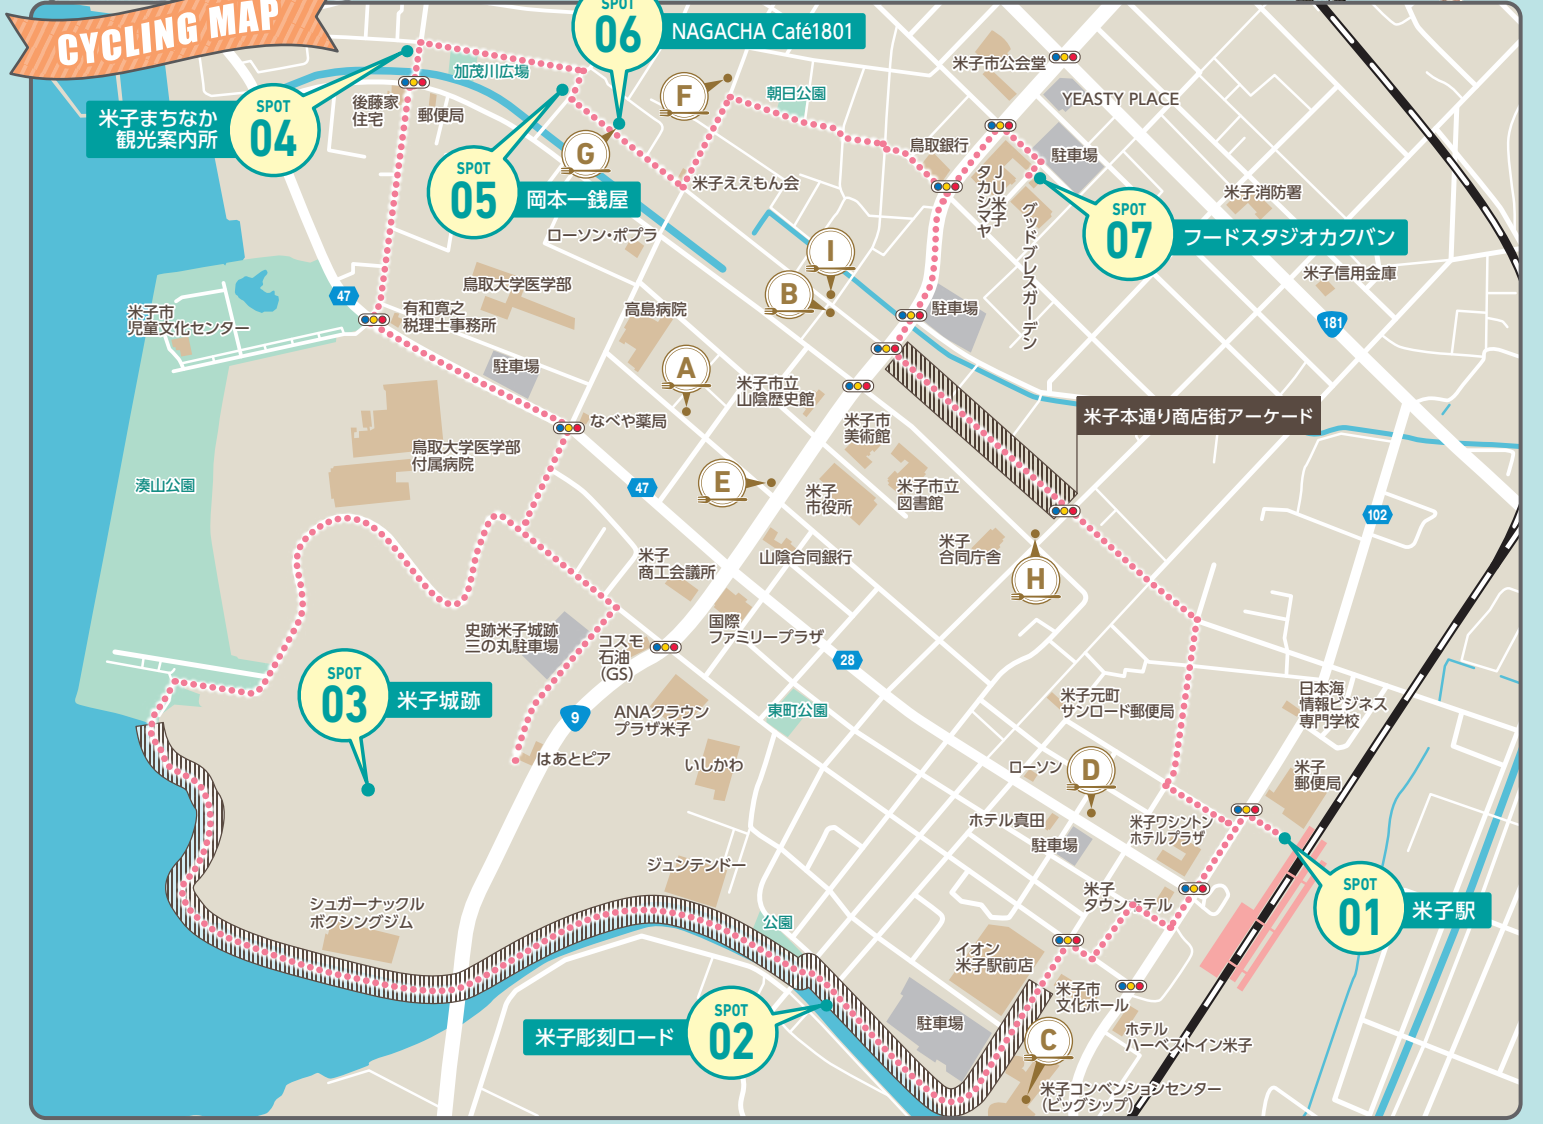 CYCLING MAP
SPOT
06
NAGACHA Café1801
加茂川広場
米子まちなか
観光案内所
SPOT
04
後藤家
住宅
郵便局
F
朝日公園
米子市公会堂
YEASTY PLACE
G
SPOT
05
岡本一銭屋
米子ええもん会
鳥取銀行
駐車場
JU米子
タカシマヤ
グッドブレスガーデン
米子消防署
SPOT
07
フードスタジオカクバン
ローソン・ポプラ
I
B
鳥取大学医学部
高島病院
米子信用金庫
47
米子市
児童文化センター
有和寛之
税理士事務所
駐車場
181
駐車場
A
米子市立
山陰歴史館
米子市
美術館
米子本通り商店街アーケード
なべや薬局
鳥取大学医学部
付属病院
湊山公園
47
E
米子
市役所
米子市立
図書館
102
米子
商工会議所
山陰合同銀行
米子
合同庁舎
H
国際
ファミリープラザ
史跡米子城跡
三の丸駐車場
コスモ
石油
(GS)
28
SPOT
03
米子城跡
9
ANAクラウン
プラザ米子
東町公園
米子元町
サンロード郵便局
日本海
情報ビジネス
専門学校
はあとピア
いしかわ
ローソン
D
米子
郵便局
ホテル真田
駐車場
米子ワシントン
ホテルプラザ
ジュンテンドー
米子
タウンホテル
SPOT
01
米子駅
シュガーナックル
ボクシングジム
公園
イオン
米子駅前店
米子市
文化ホール
米子彫刻ロード
SPOT
02
駐車場
C
ホテル
ハーベストイン米子
米子コンベンションセンター
(ビッグシップ)